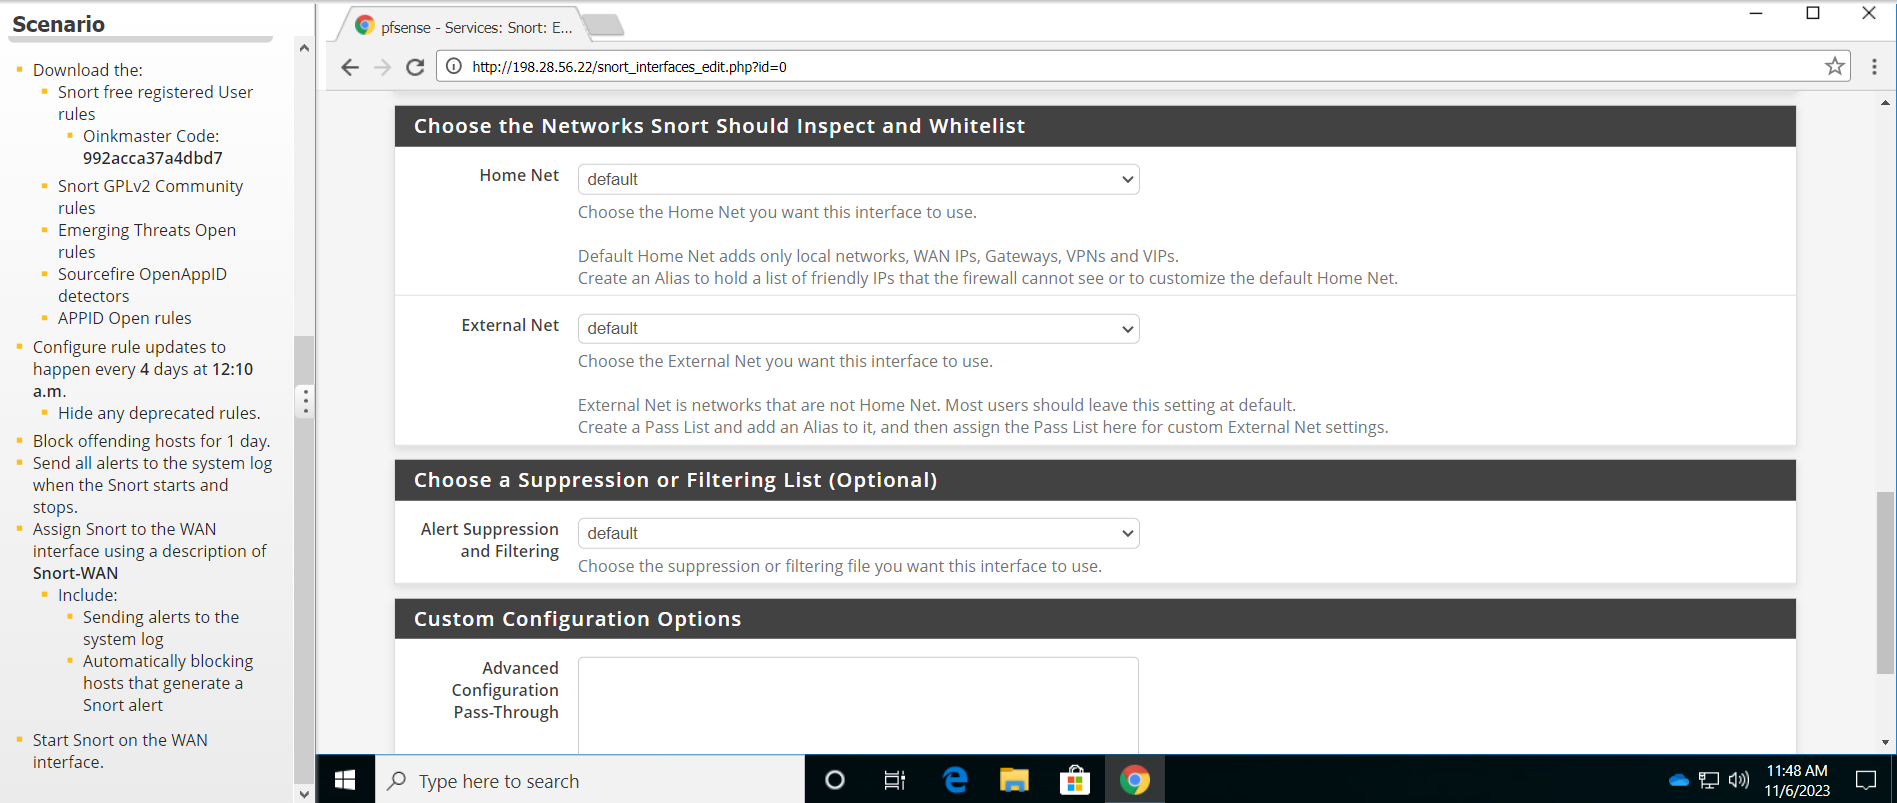 Scenario
Download the:
Snort free registered User
rules
Oinkmaster Code:
992acca37a4dbd7
Snort GPLv2 Community
rules
Emerging Threats Open
rules
Sourcefire OpenAppID
detectors
APPID Open rules
Configure rule updates to
happen every 4 days at 12:10
a.m.
Hide any deprecated rules.
Block offending hosts for 1 day.
Send all alerts to the system log
when the Snort starts and
stops.
Assign Snort to the WAN
interface using a description of
Snort-WAN
Include:
Sending alerts to the
system log
Automatically blocking
hosts that generate a
Snort alert
Start Snort on the WAN
interface.
pfsense - Services: Snort: E...
http://198.28.56.22/snort_interfaces_edit.php?id=0
Choose the Networks Snort Should Inspect and Whitelist
Home Net
default
Choose the Home Net you want this interface to use.
Default Home Net adds only local networks, WAN IPs, Gateways, VPNs and VIPs.
Create an Alias to hold a list of friendly IPs that the firewall cannot see or to customize the default Home Net.
External Net
default
Choose the External Net you want this interface to use.
External Net is networks that are not Home Net. Most users should leave this setting at default.
Create a Pass List and add an Alias to it, and then assign the Pass List here for custom External Net settings.
Choose a Suppression or Filtering List (Optional)
Alert Suppression
and Filtering
default
Choose the suppression or filtering file you want this interface to use.
Custom Configuration Options
Advanced
Configuration
Pass-Through
Type here to search
11:48 AM
11/6/2023